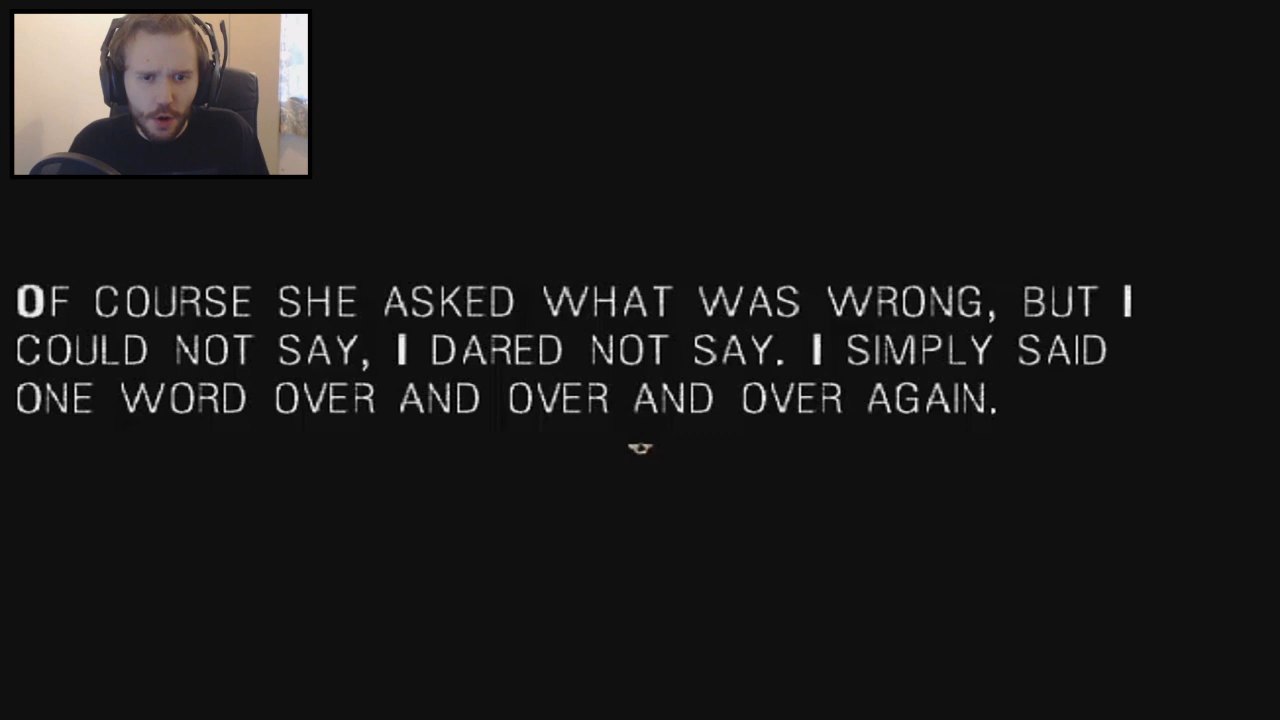 OF COURSE SHE ASKED WHAT WAS WRONG, BUT I
COULD NOT SAY, I DARED NOT SAY. I SIMPLY SAID
ONE WORD OVER AND OVER AND OVER AGAIN.